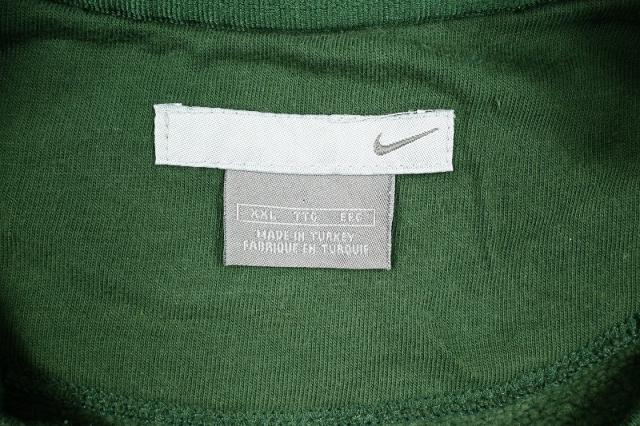 XXL TTG EEG
MADE IN TURKEY
FABRIQUE EN TURQUIE